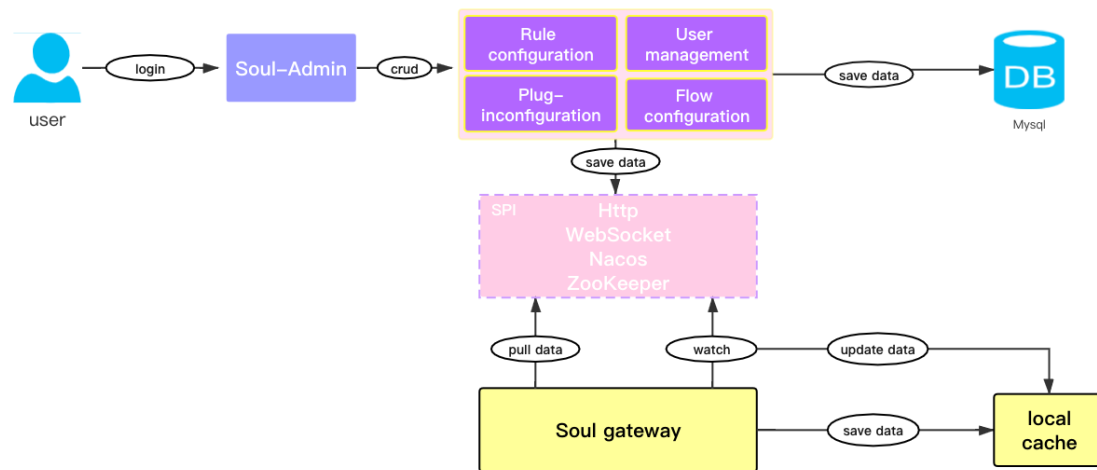 Rule
configuration
User
management
login
Soul-Admin
crud
save data
DB
Plug-
inconfiguration
Flow
configuration
user
Mysql
save data
SPI
Http
WebSocket
Nacos
ZooKeeper
pull data
watch
update data
Soul gateway
save data
local
cache